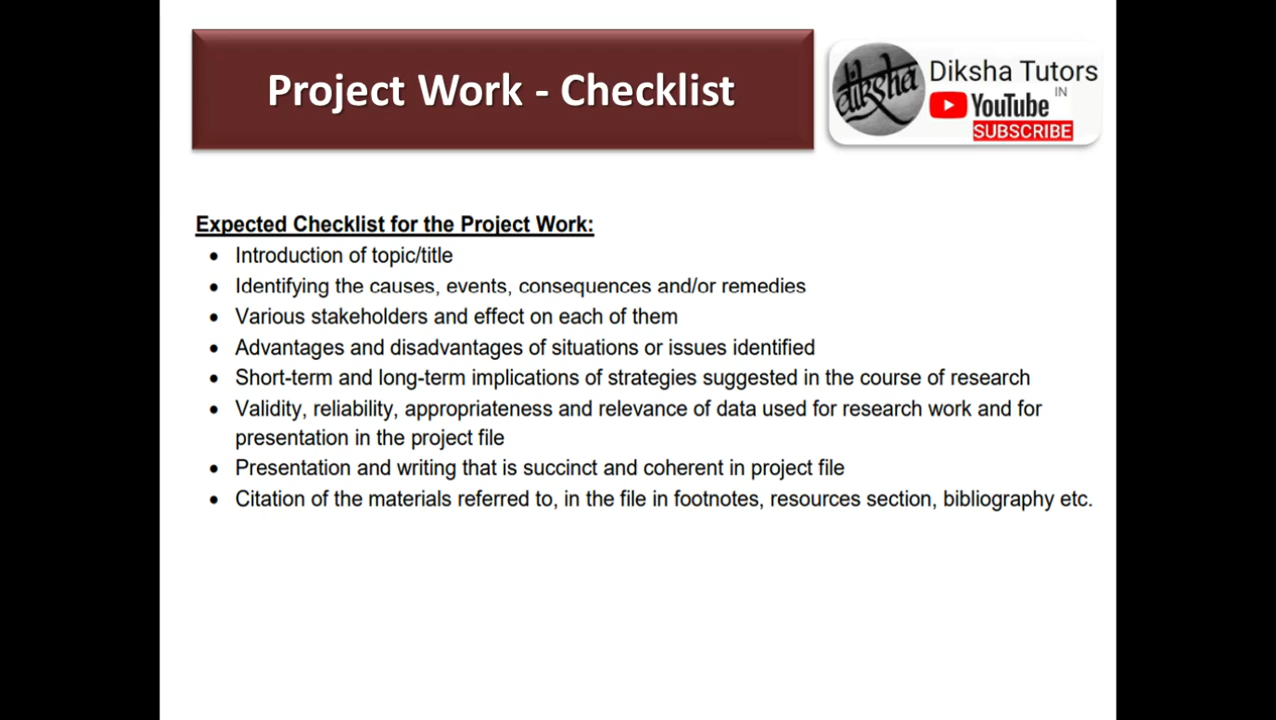 Project Work - Checklist
diksha
Diksha Tutors
IN
YouTube
SUBSCRIBE
Expected Checklist for the Project Work:
• Introduction of topic/title
• Identifying the causes, events, consequences and/or remedies
• Various stakeholders and effect on each of them
• Advantages and disadvantages of situations or issues identified
• Short-term and long-term implications of strategies suggested in the course of research
• Validity, reliability, appropriateness and relevance of data used for research work and for
presentation in the project file
• Presentation and writing that is succinct and coherent in project file
• Citation of the materials referred to, in the file in footnotes, resources section, bibliography etc.